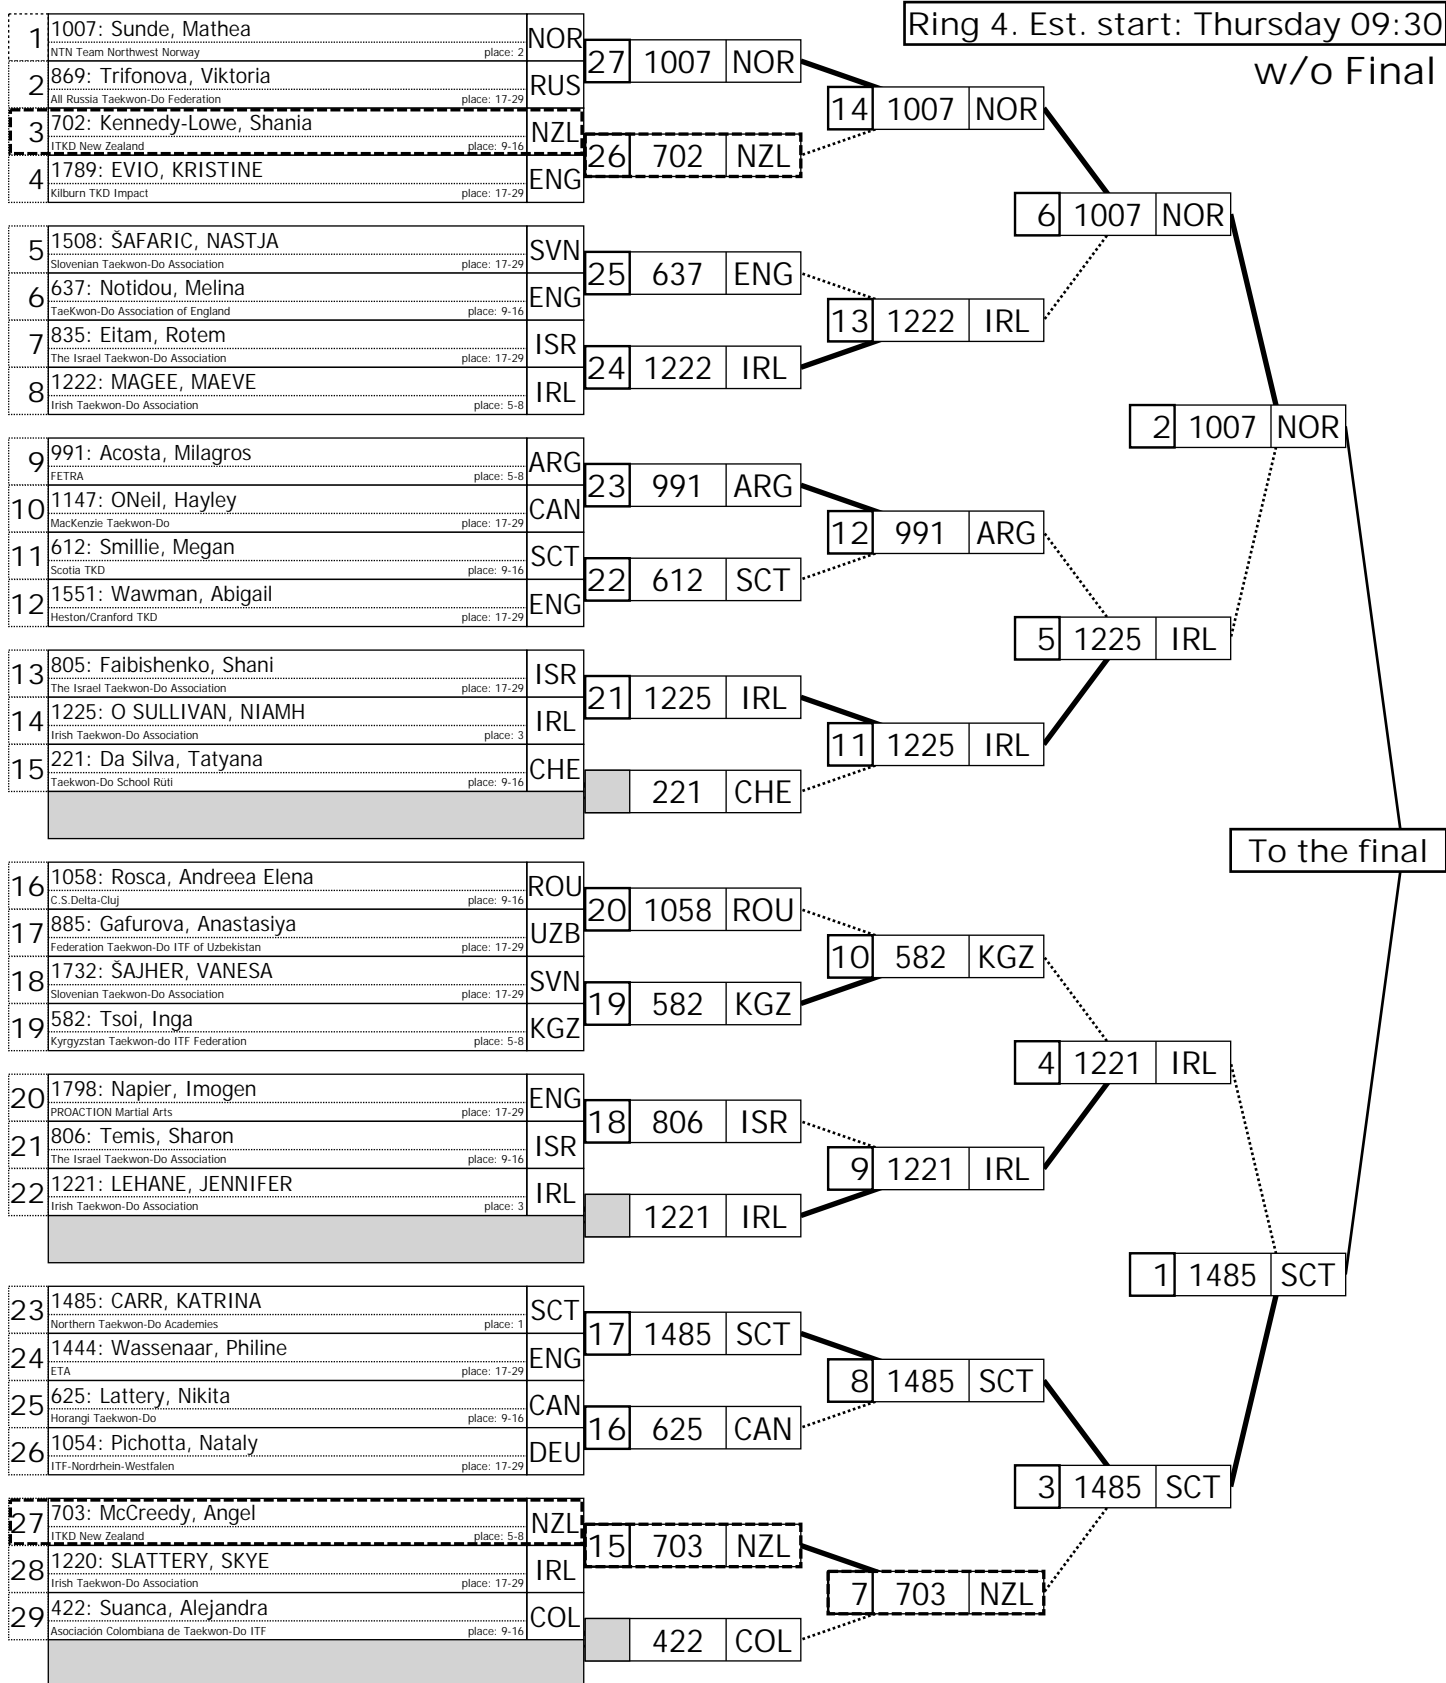 Ring 4. Est. start: Thursday 09:30
w/o Final
1 1007: Sunde, Mathea NOR
NTN Team Northwest Norway place: 2
2 869: Trifonova, Viktoria RUS
All Russia Taekwon-Do Federation place: 17-29
3 702: Kennedy-Lowe, Shania NZL
ITKD New Zealand place: 9-16
4 1789: EVIO, KRISTINE ENG
Kilburn TKD Impact place: 17-29
5 1508: ŠAFARIC, NASTJA SVN
Slovenian Taekwon-Do Association place: 17-29
6 637: Notidou, Melina ENG
TaeKwon-Do Association of England place: 9-16
7 835: Eitam, Rotem ISR
The Israel Taekwon-Do Association place: 17-29
8 1222: MAGEE, MAEVE IRL
Irish Taekwon-Do Association place: 5-8
9 991: Acosta, Milagros ARG
FETRA place: 5-8
10 1147: ONeil, Hayley CAN
MacKenzie Taekwon-Do place: 17-29
11 612: Smillie, Megan SCT
Scotia TKD place: 9-16
12 1551: Wawman, Abigail ENG
Heston/Cranford TKD place: 17-29
13 805: Faibishenko, Shani ISR
The Israel Taekwon-Do Association place: 17-29
14 1225: O SULLIVAN, NIAMH IRL
Irish Taekwon-Do Association place: 3
15 221: Da Silva, Tatyana CHE
Taekwon-Do School Rüti place: 9-16
16 1058: Rosca, Andreea Elena ROU
C.S.Delta-Cluj place: 9-16
17 885: Gafurova, Anastasiya UZB
Federation Taekwon-Do ITF of Uzbekistan place: 17-29
18 1732: ŠAJHER, VANESA SVN
Slovenian Taekwon-Do Association place: 17-29
19 582: Tsoi, Inga KGZ
Kyrgyzstan Taekwon-do ITF Federation place: 5-8
20 1798: Napier, Imogen ENG
PROACTION Martial Arts place: 17-29
21 806: Temis, Sharon ISR
The Israel Taekwon-Do Association place: 9-16
22 1221: LEHANE, JENNIFER IRL
Irish Taekwon-Do Association place: 3
23 1485: CARR, KATRINA SCT
Northern Taekwon-Do Academies place: 1
24 1444: Wassenaar, Philine ENG
ETA place: 17-29
25 625: Lattery, Nikita CAN
Horangi Taekwon-Do place: 9-16
26 1054: Pichotta, Nataly DEU
ITF-Nordrhein-Westfalen place: 17-29
27 703: McCreedy, Angel NZL
ITKD New Zealand place: 5-8
28 1220: SLATTERY, SKYE IRL
Irish Taekwon-Do Association place: 17-29
29 422: Suanca, Alejandra COL
Asociación Colombiana de Taekwon-Do ITF place: 9-16
27 1007 NOR
26 702 NZL
25 637 ENG
24 1222 IRL
23 991 ARG
22 612 SCT
21 1225 IRL
221 CHE
20 1058 ROU
19 582 KGZ
18 806 ISR
1221 IRL
17 1485 SCT
16 625 CAN
15 703 NZL
422 COL
14 1007 NOR
13 1222 IRL
12 991 ARG
11 1225 IRL
10 582 KGZ
9 1221 IRL
8 1485 SCT
7 703 NZL
6 1007 NOR
5 1225 IRL
4 1221 IRL
3 1485 SCT
2 1007 NOR
1 1485 SCT
To the final